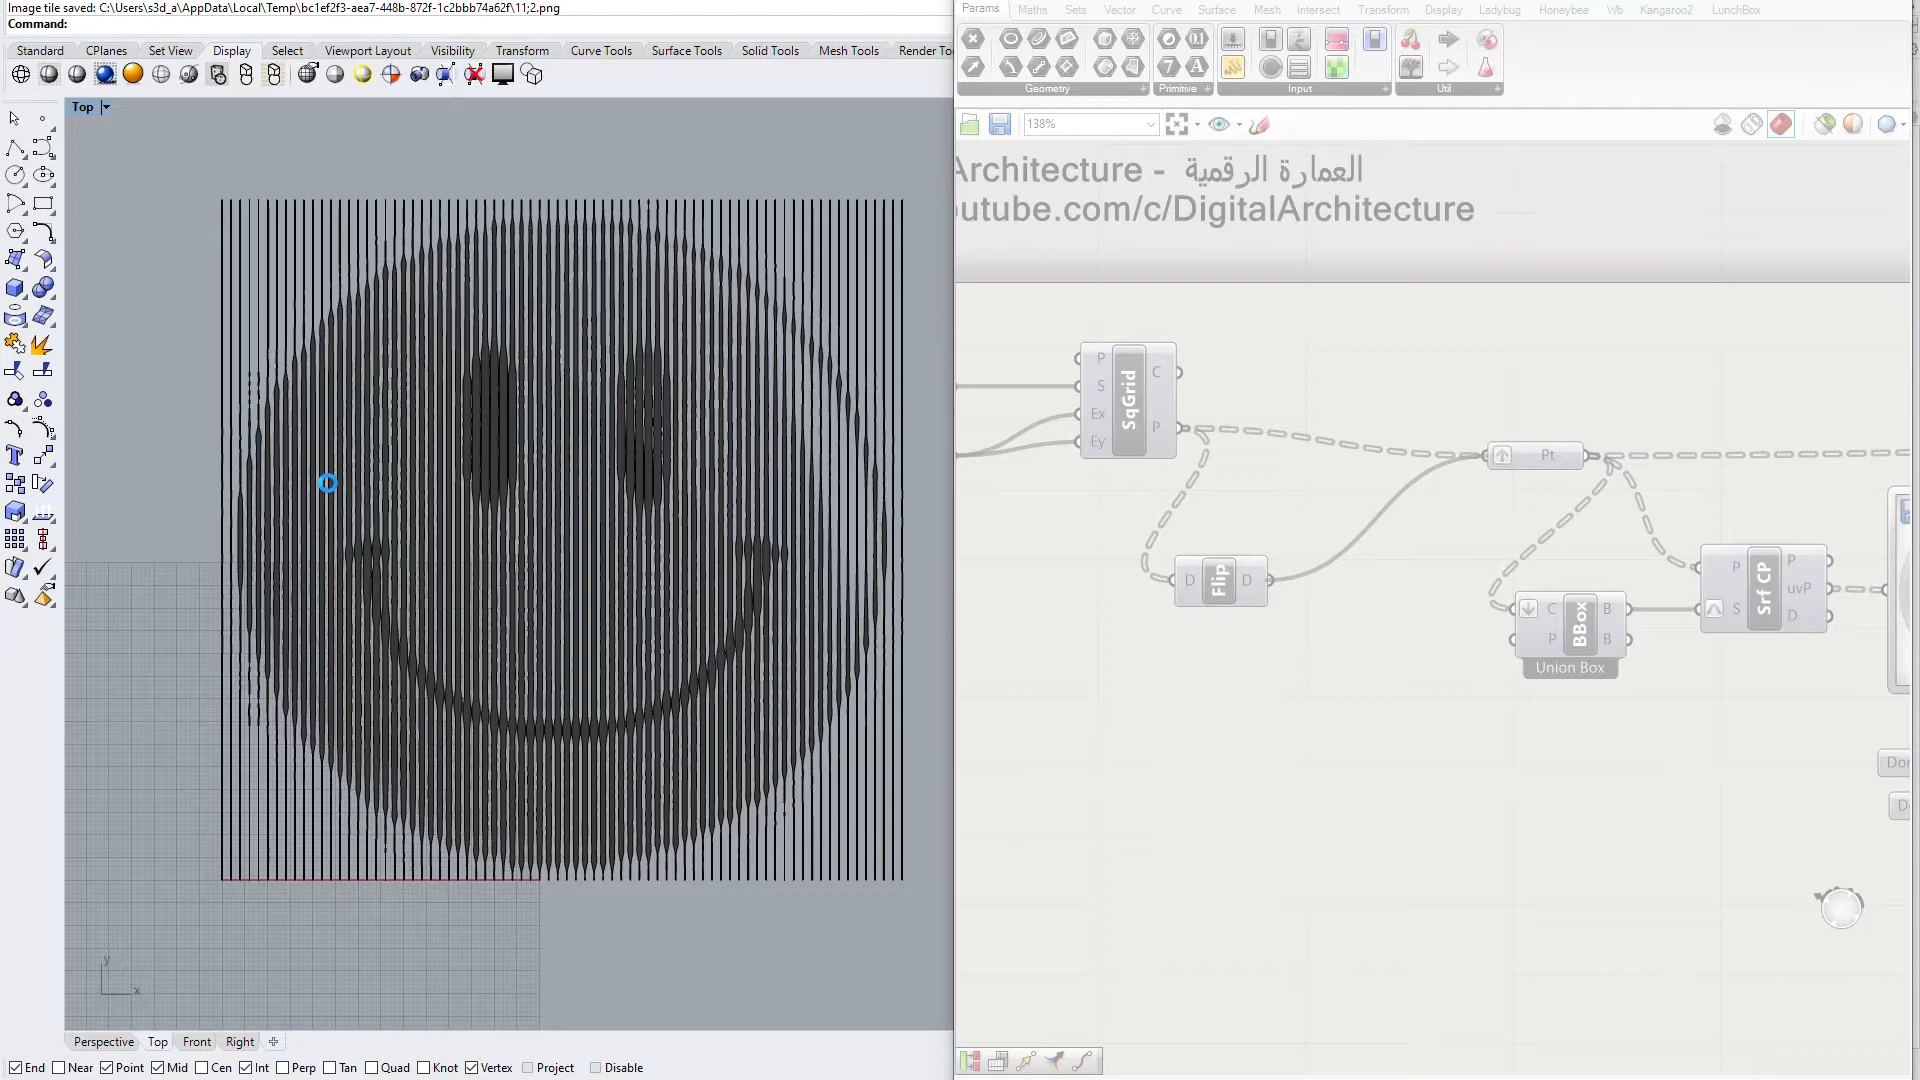 Image tile saved: C:\Users\s3d_a\AppData\Local\Temp\bc1ef2f3-aea7-448b-872f-1c2bbb74a62f\11;2.png
Command:
Standard CPlanes Set View Display Select Viewport Layout Visibility Transform Curve Tools Surface Tools Solid Tools Mesh Tools Render To
Top
Params Maths Sets Vector Curve Surface Mesh Intersect Transform Display Ladybug Honeybee Wb Kangaroo2 LunchBox
Geometry Primitive Input Util
138%
Architecture - العمارة الرقمية
outube.com/c/DigitalArchitecture
P S Ex Ey SqGrid C P
Pt
D Flip D
C P BBox B B
Union Box
P S Srf CP P uvP D
Dor
D
y
x
Perspective Top Front Right
End Near Point Mid Cen Int Perp Tan Quad Knot Vertex Project Disable